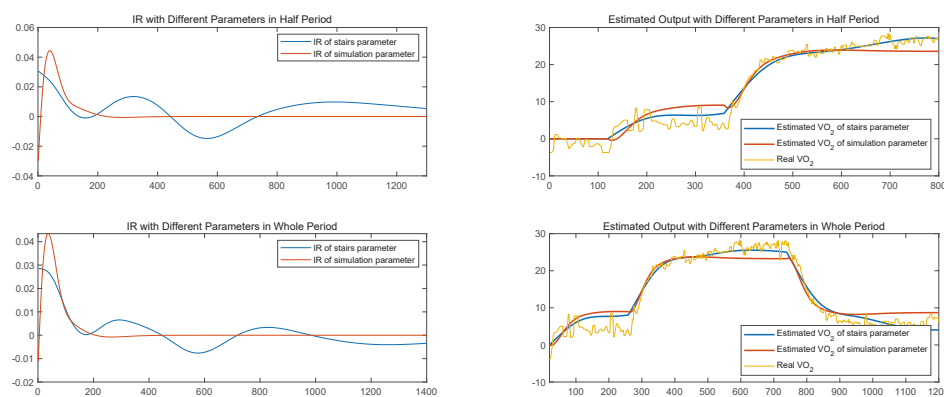 IR with Different Parameters in Half Period
0.06
0.04
0.02
0
-0.02
-0.04
0 200 400 600 800 1000 1200
IR of stairs parameter
IR of simulation parameter
Estimated Output with Different Parameters in Half Period
30
20
10
0
-10
0 100 200 300 400 500 600 700 800
Estimated VO2 of stairs parameter
Estimated VO2 of simulation parameter
Real VO2
IR with Different Parameters in Whole Period
0.04
0.03
0.02
0.01
0
-0.01
-0.02
0 200 400 600 800 1000 1200 1400
IR of stairs parameter
IR of simulation parameter
Estimated Output with Different Parameters in Whole Period
30
20
10
0
-10
100 200 300 400 500 600 700 800 900 1000 1100 1200
Estimated VO2 of stairs parameter
Estimated VO2 of simulation parameter
Real VO2